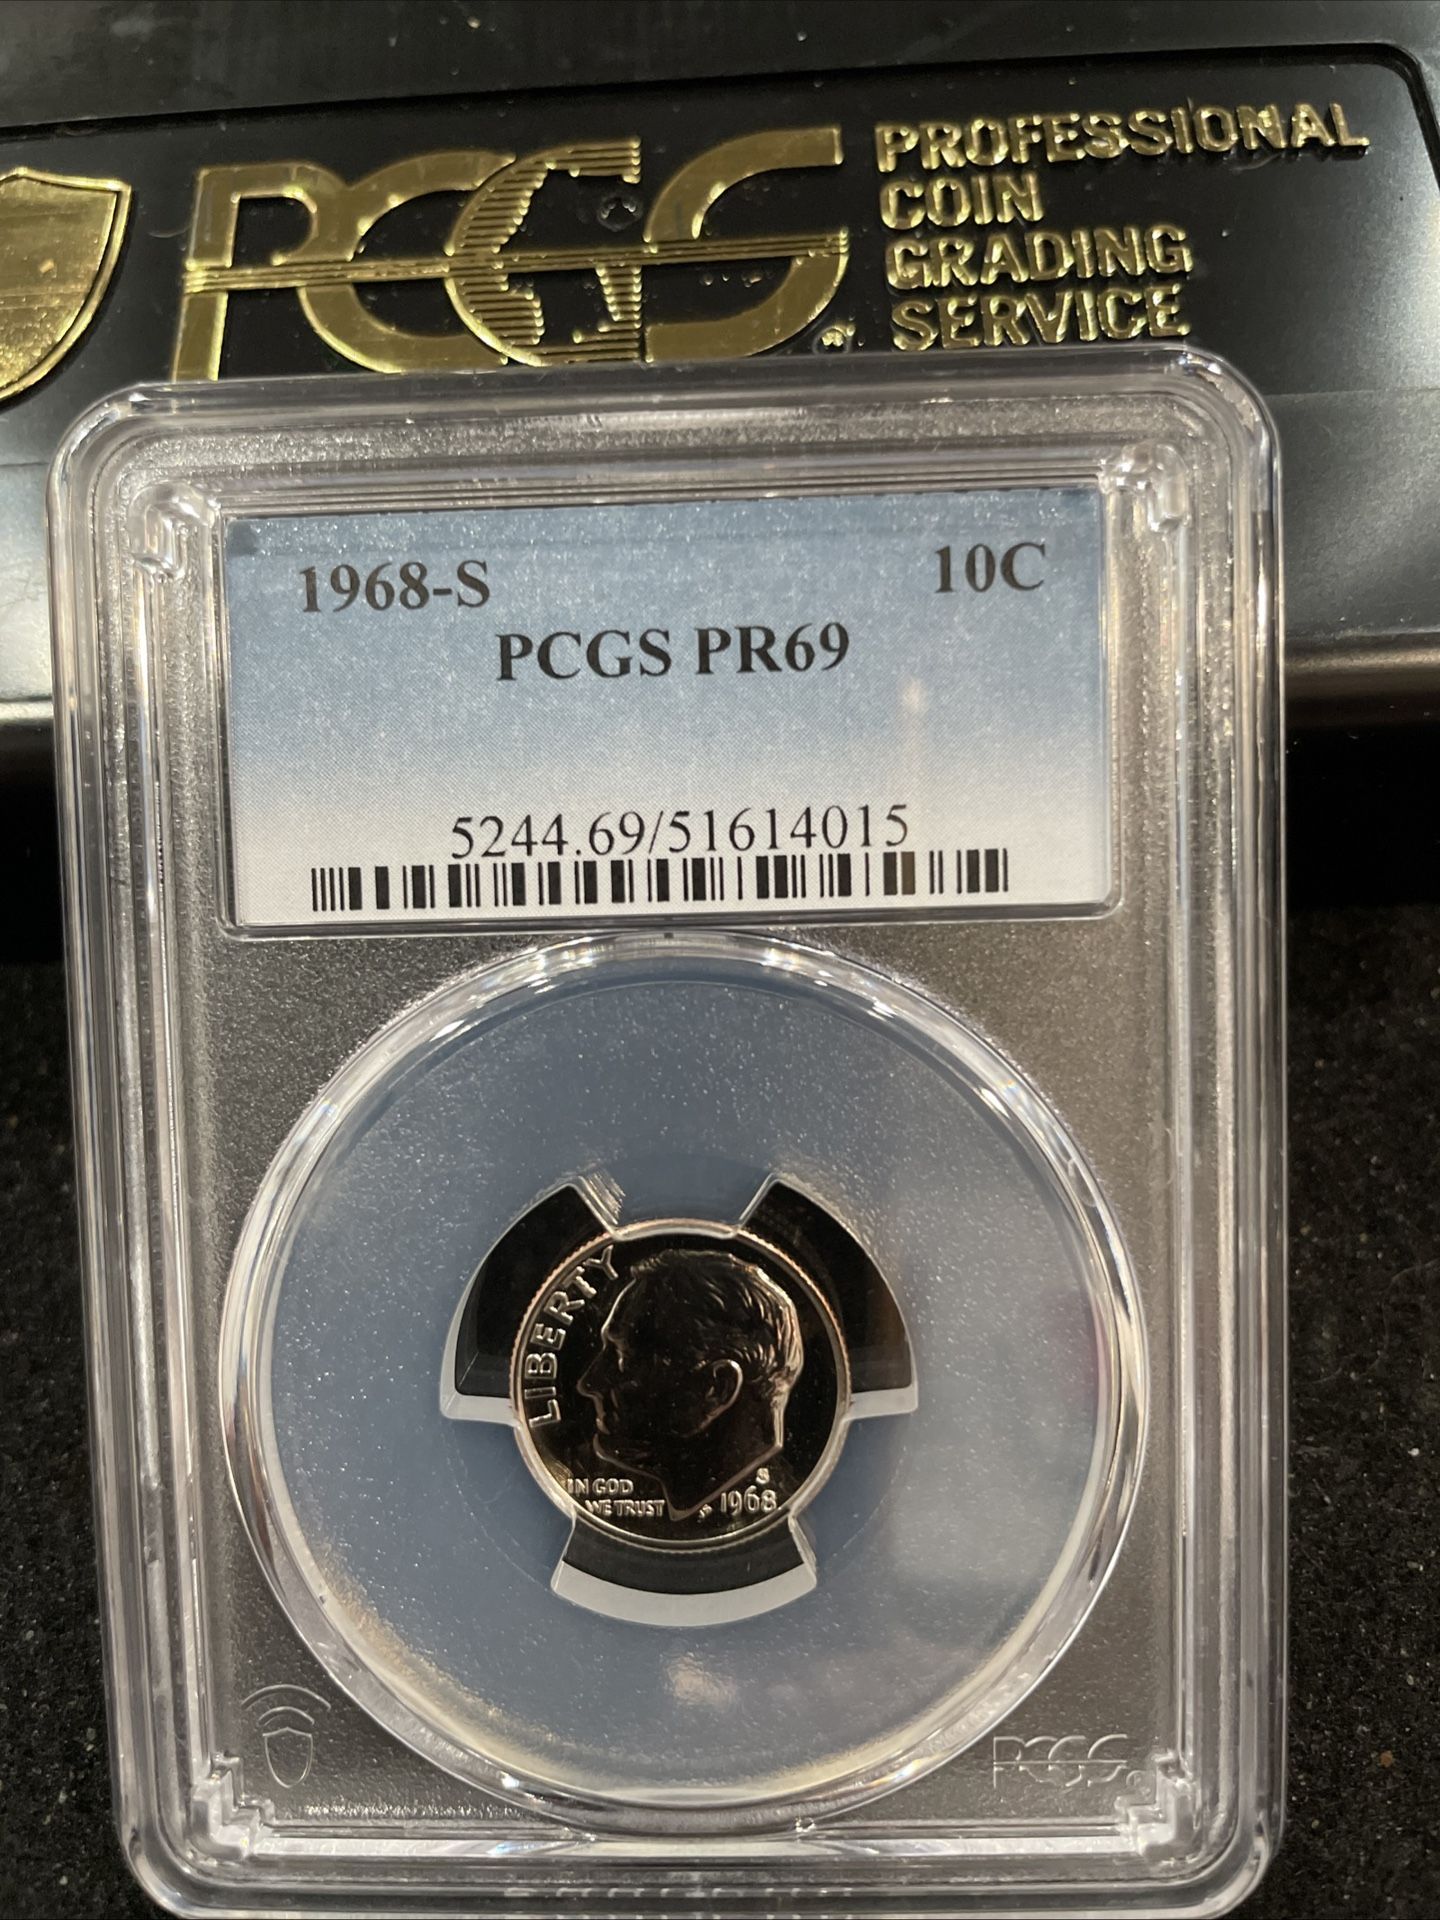 PCGS
PROFESSIONAL
COIN
GRADING
SERVICE
1968-S
10C
PCGS PR69
5244.69/51614015
LIBERTY
IN GOD
WE TRUST
S
1968
PCGS